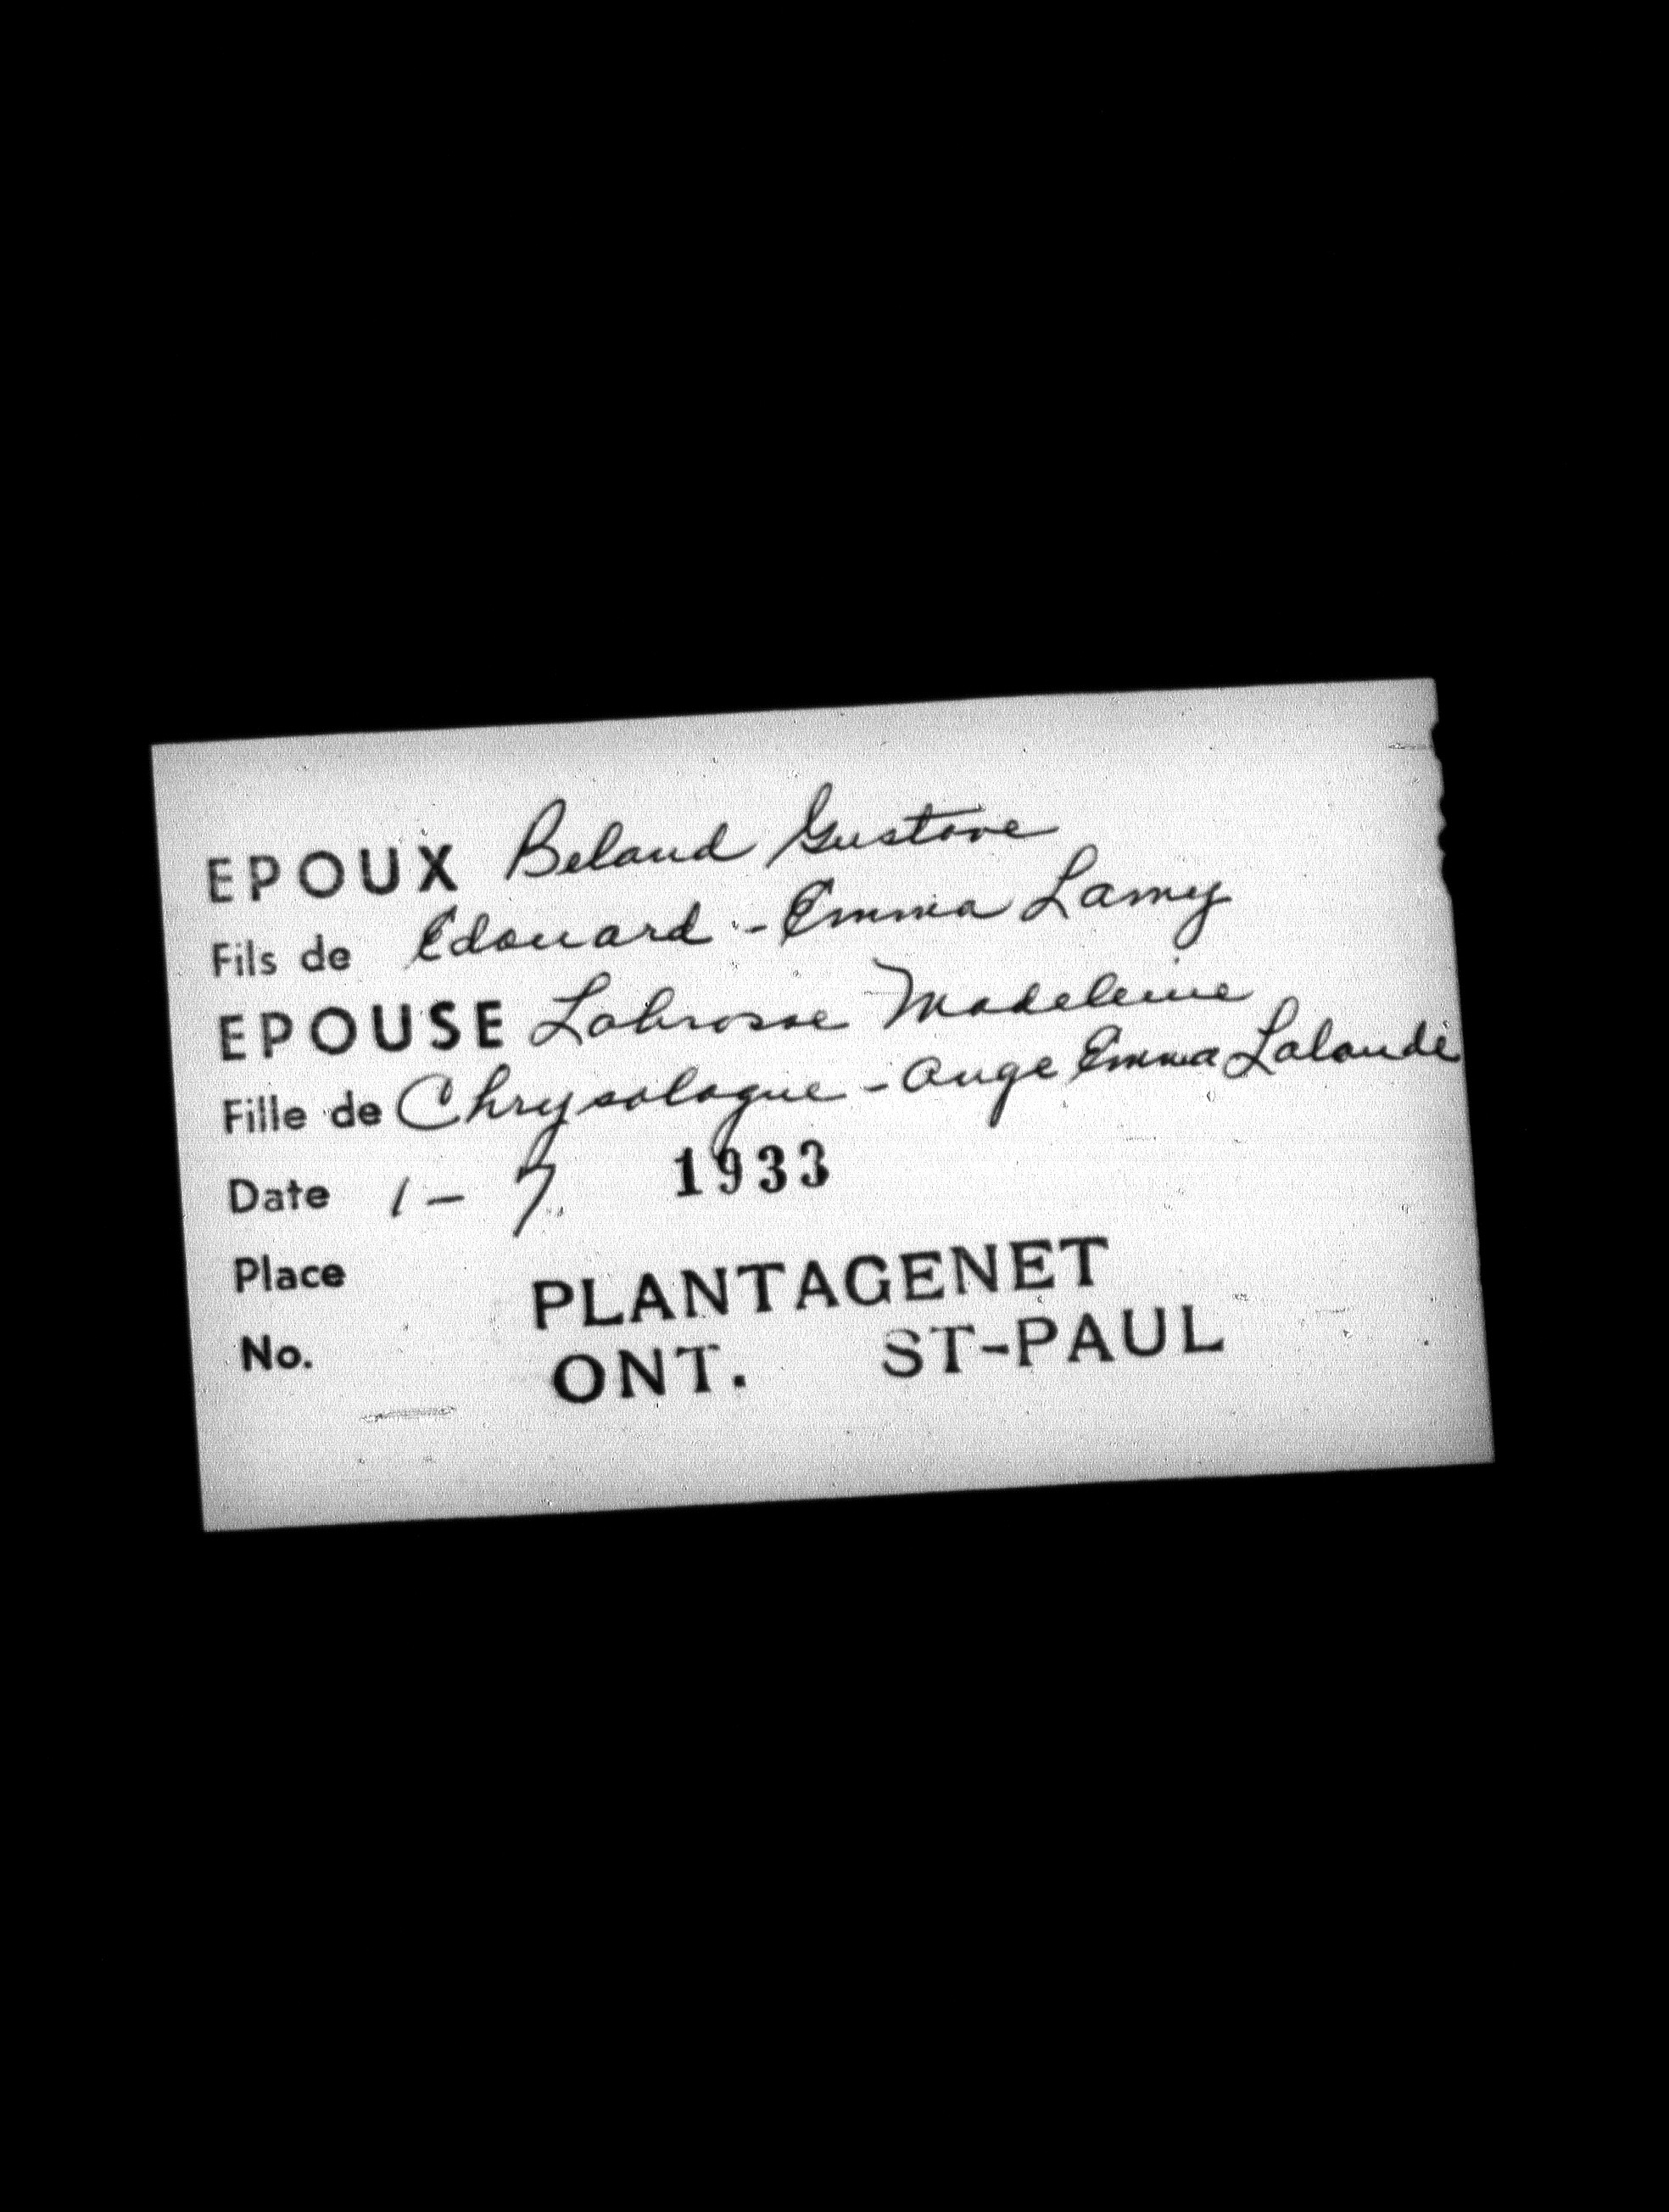 EPOUX Beland Gustave
Fils de Edouard - Emma Lamy
EPOUSE Labrosse Madeleine
Fille de Chrysologue - Ange Emma Lalande
Date 1 - 7 1933
Place PLANTAGENET
No. ONT. ST-PAUL